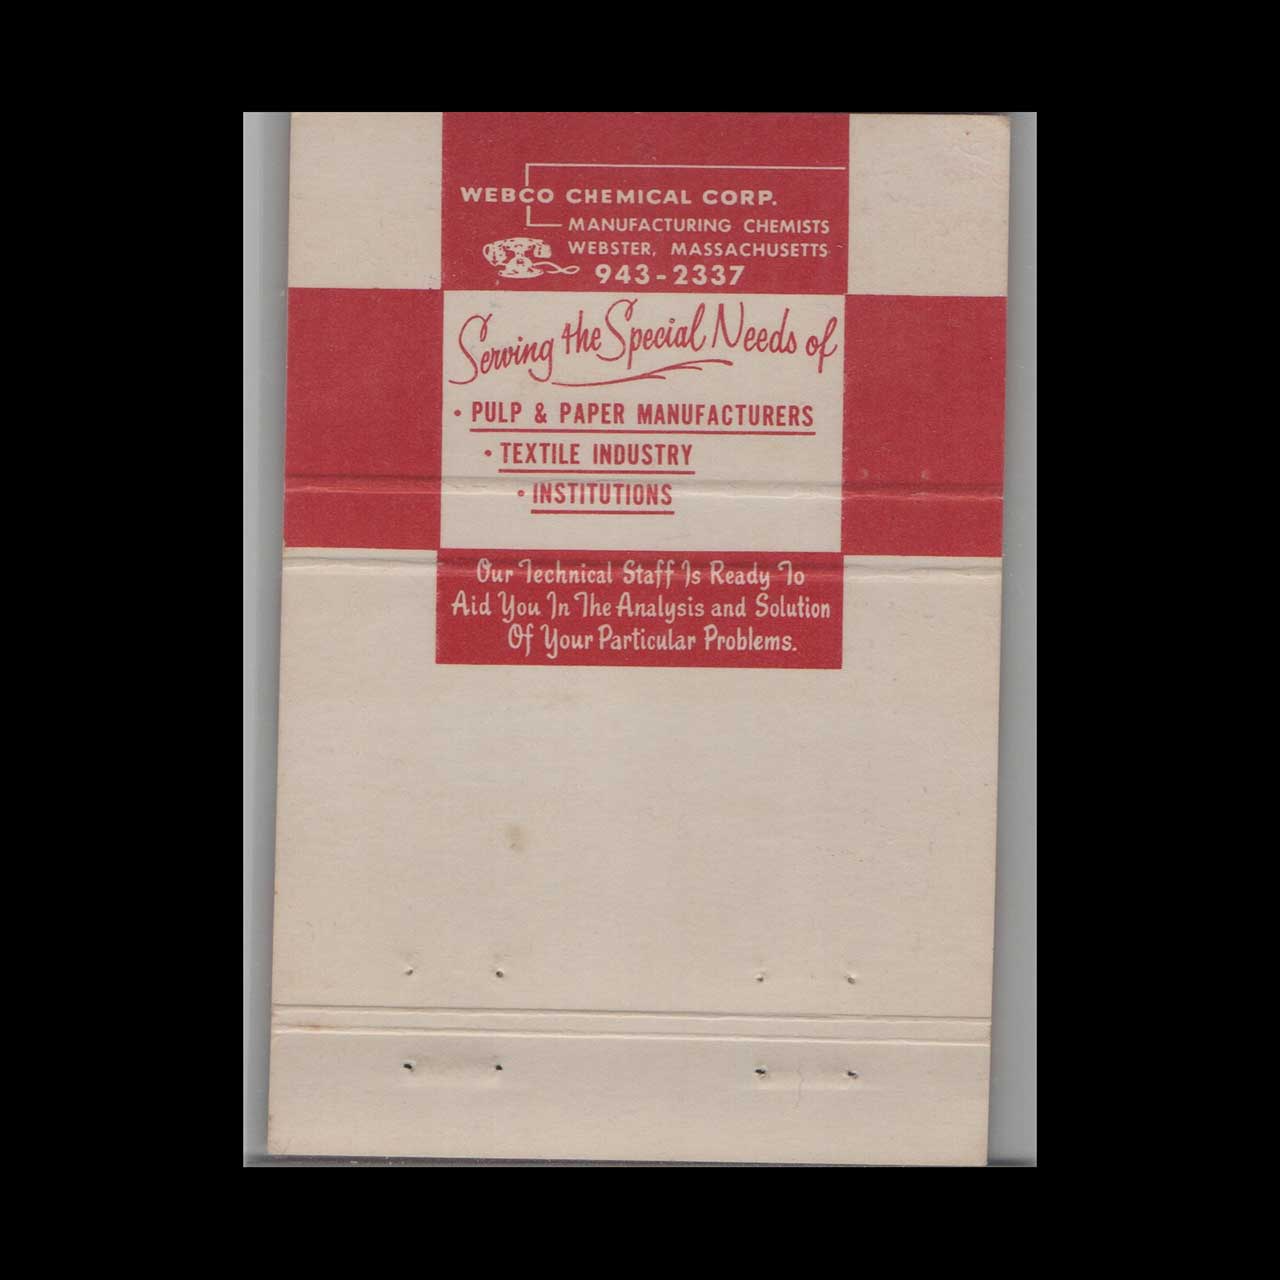 WEBCO CHEMICAL CORP.
MANUFACTURING CHEMISTS
WEBSTER, MASSACHUSETTS
943-2337
Serving the Special Needs of
• PULP & PAPER MANUFACTURERS
• TEXTILE INDUSTRY
• INSTITUTIONS
Our Technical Staff Is Ready To
Aid You In The Analysis and Solution
Of Your Particular Problems.